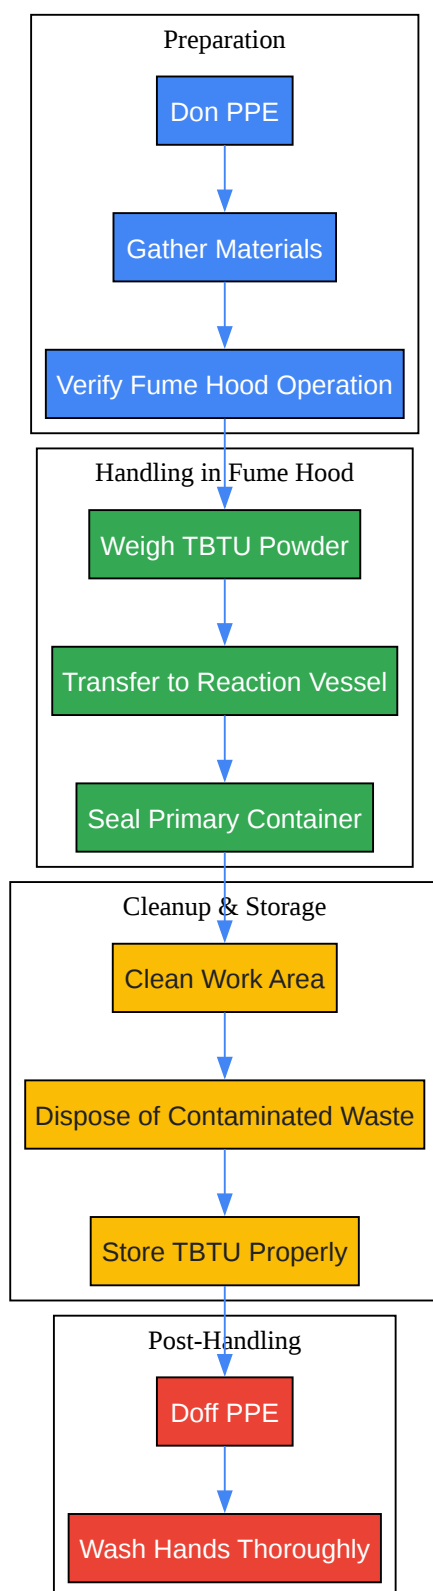 Preparation
Don PPE
Gather Materials
Verify Fume Hood Operation
Handling in Fume Hood
Weigh TBTU Powder
Transfer to Reaction Vessel
Seal Primary Container
Cleanup & Storage
Clean Work Area
Dispose of Contaminated Waste
Store TBTU Properly
Post-Handling
Doff PPE
Wash Hands Thoroughly